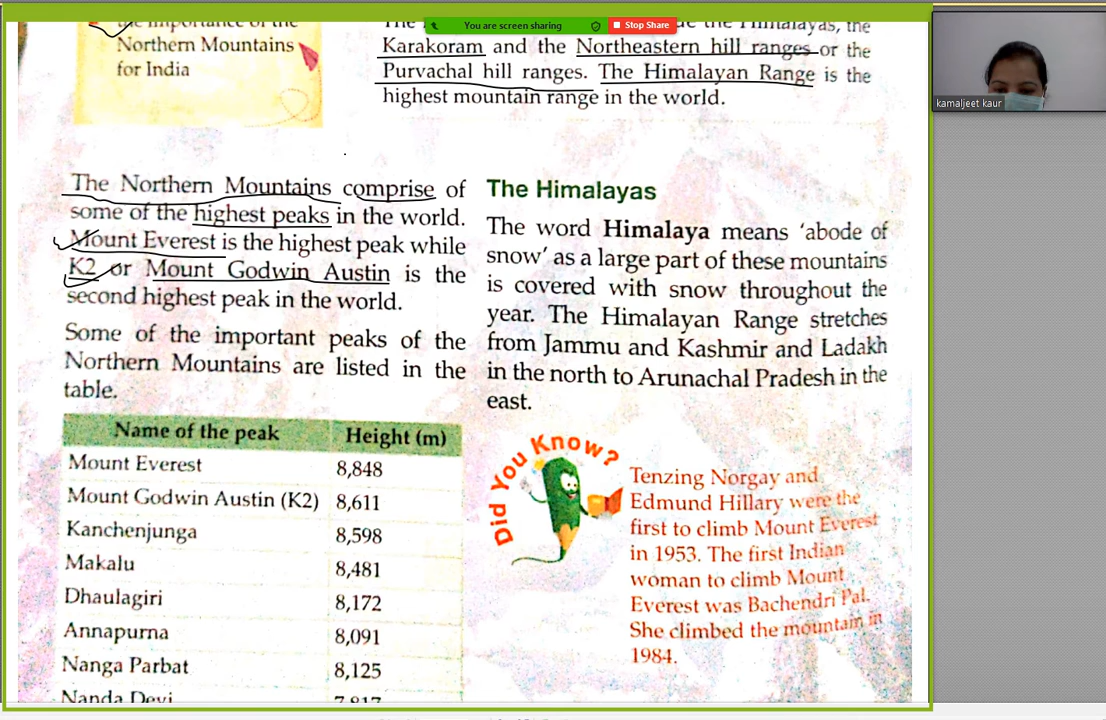 You are screen sharing
Stop Share
kamaljeet kaur
the importance of the
Northern Mountains
for India
the Himalayas, the
Karakoram and the Northeastern hill ranges or the
Purvachal hill ranges. The Himalayan Range is the
highest mountain range in the world.
The Northern Mountains comprise of
some of the highest peaks in the world.
Mount Everest is the highest peak while
K2 or Mount Godwin Austin is the
second highest peak in the world.
Some of the important peaks of the
Northern Mountains are listed in the
table.
Name of the peak Height (m)
Mount Everest 8,848
Mount Godwin Austin (K2) 8,611
Kanchenjunga 8,598
Makalu 8,481
Dhaulagiri 8,172
Annapurna 8,091
Nanga Parbat 8,125
Nanda Devi 7,817
The Himalayas
The word Himalaya means 'abode of
snow' as a large part of these mountains
is covered with snow throughout the
year. The Himalayan Range stretches
from Jammu and Kashmir and Ladakh
in the north to Arunachal Pradesh in the
east.
Did You Know?
Tenzing Norgay and
Edmund Hillary were the
first to climb Mount Everest
in 1953. The first Indian
woman to climb Mount
Everest was Bachendri Pal.
She climbed the mountain in
1984.